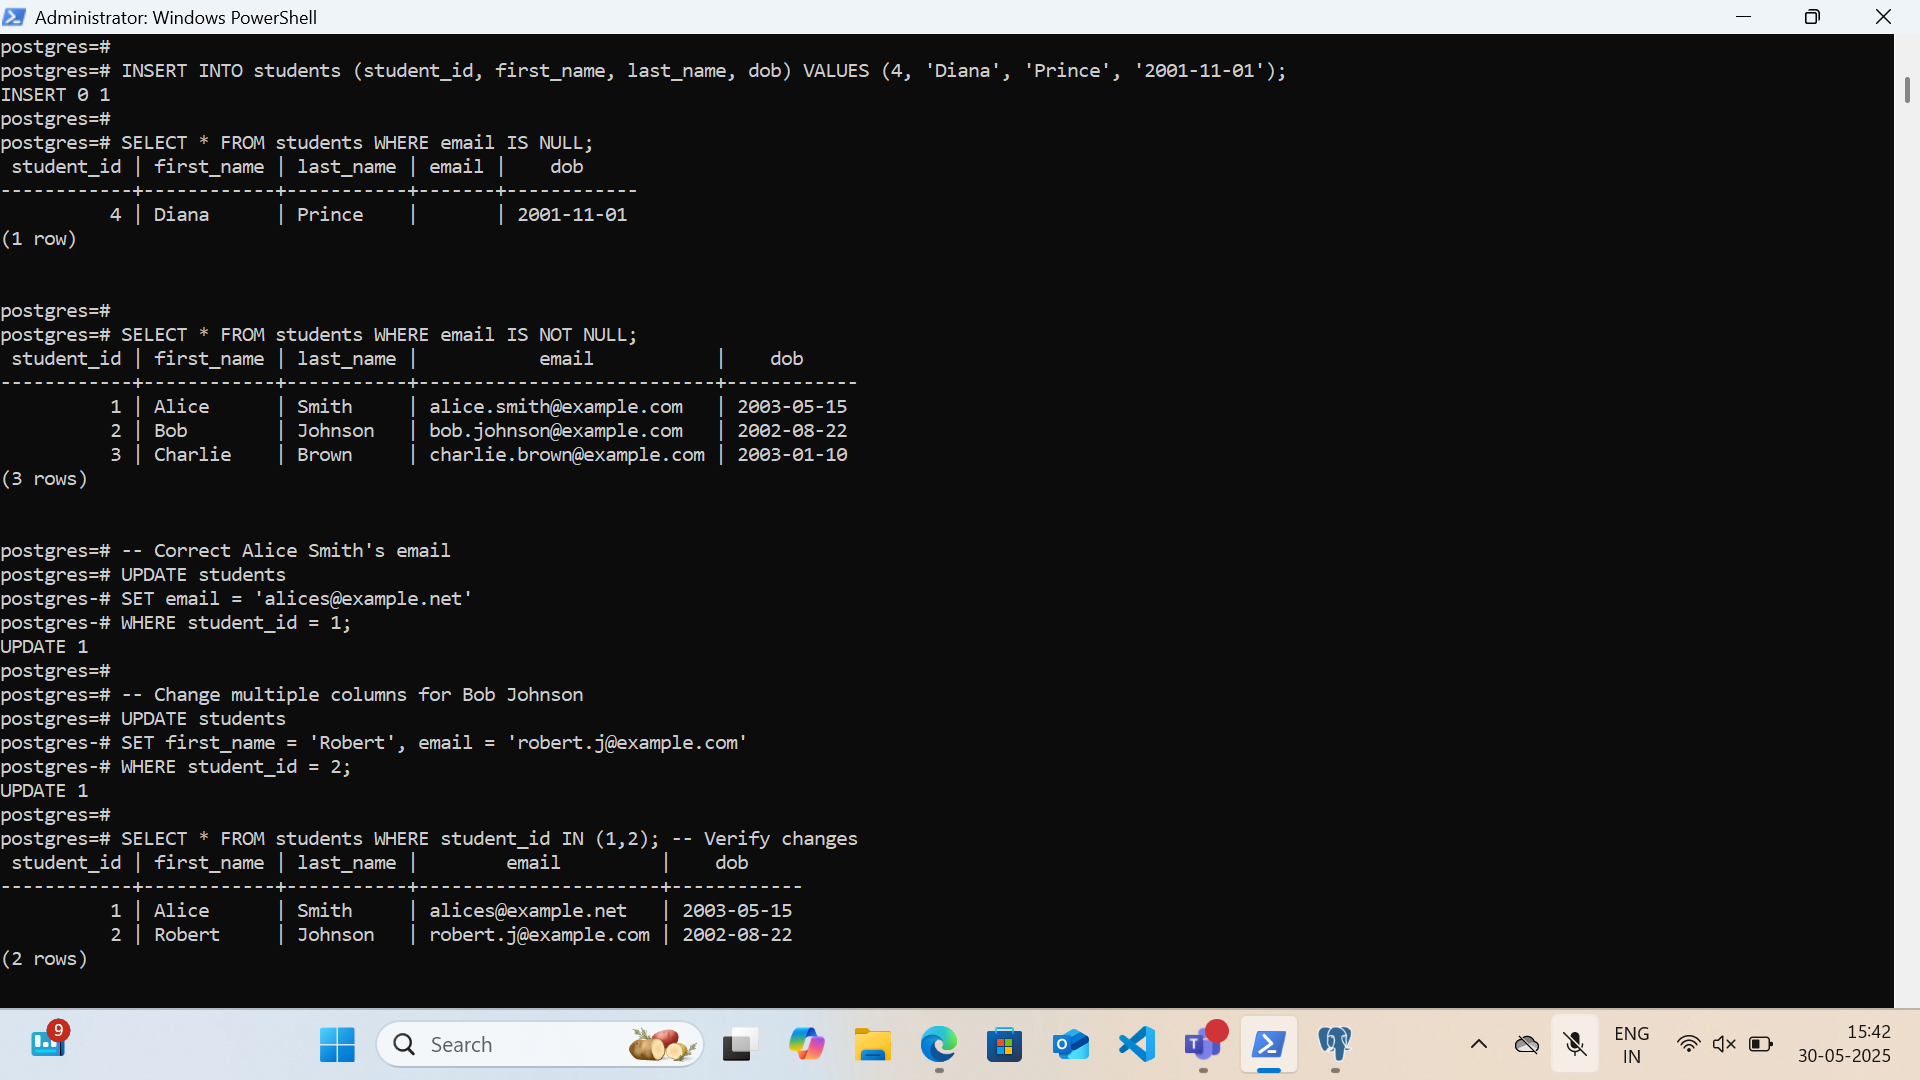 Administrator: Windows PowerShell
postgres=#
postgres=# INSERT INTO students (student_id, first_name, last_name, dob) VALUES (4, 'Diana', 'Prince', '2001-11-01');
INSERT 0 1
postgres=#
postgres=# SELECT * FROM students WHERE email IS NULL;
 student_id | first_name | last_name | email |    dob
------------+------------+-----------+-------+------------
          4 | Diana      | Prince    |       | 2001-11-01
(1 row)
postgres=#
postgres=# SELECT * FROM students WHERE email IS NOT NULL;
 student_id | first_name | last_name |           email           |    dob
------------+------------+-----------+---------------------------+------------
          1 | Alice      | Smith     | alice.smith@example.com   | 2003-05-15
          2 | Bob        | Johnson   | bob.johnson@example.com   | 2002-08-22
          3 | Charlie    | Brown     | charlie.brown@example.com | 2003-01-10
(3 rows)
postgres=# -- Correct Alice Smith's email
postgres=# UPDATE students
postgres-# SET email = 'alices@example.net'
postgres-# WHERE student_id = 1;
UPDATE 1
postgres=#
postgres=# -- Change multiple columns for Bob Johnson
postgres=# UPDATE students
postgres-# SET first_name = 'Robert', email = 'robert.j@example.com'
postgres-# WHERE student_id = 2;
UPDATE 1
postgres=#
postgres=# SELECT * FROM students WHERE student_id IN (1,2); -- Verify changes
 student_id | first_name | last_name |        email         |    dob
------------+------------+-----------+----------------------+------------
          1 | Alice      | Smith     | alices@example.net   | 2003-05-15
          2 | Robert     | Johnson   | robert.j@example.com | 2002-08-22
(2 rows)
9
Search
ENG
IN
15:42
30-05-2025